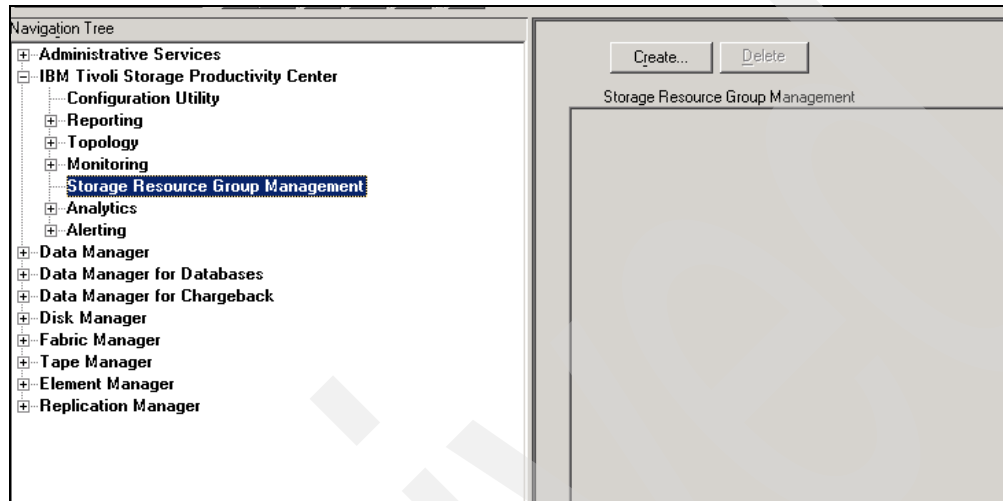 Navigation Tree
Administrative Services
IBM Tivoli Storage Productivity Center
Configuration Utility
Reporting
Topology
Monitoring
Storage Resource Group Management
Analytics
Alerting
Data Manager
Data Manager for Databases
Data Manager for Chargeback
Disk Manager
Fabric Manager
Tape Manager
Element Manager
Replication Manager
Create... Delete
Storage Resource Group Management